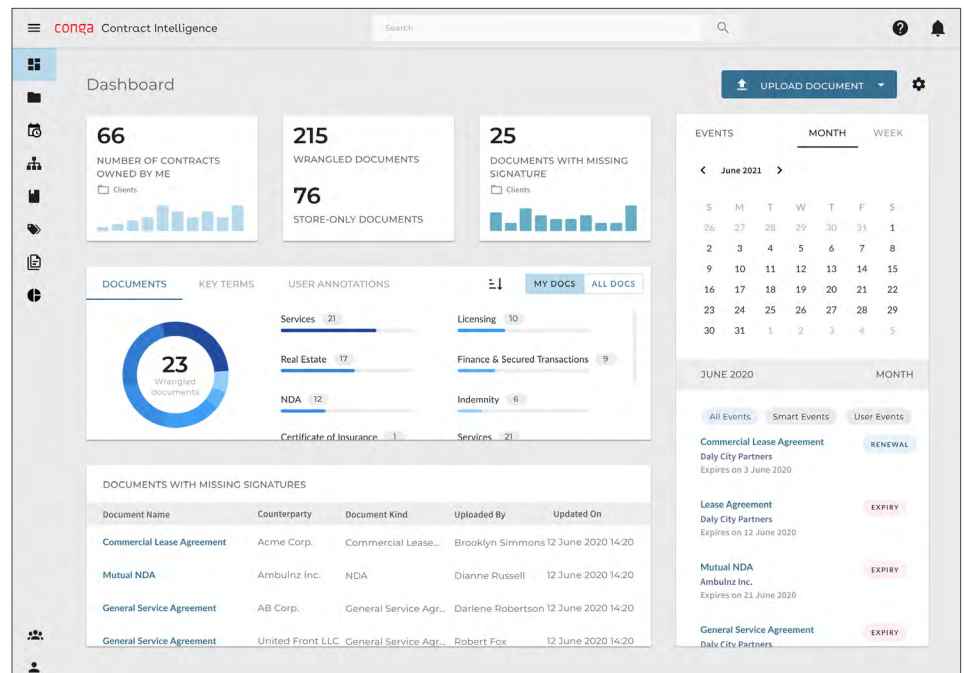 conga Contract Intelligence
Search
Dashboard
UPLOAD DOCUMENT
66
NUMBER OF CONTRACTS
OWNED BY ME
Clients
215
WRANGLED DOCUMENTS
76
STORE-ONLY DOCUMENTS
25
DOCUMENTS WITH MISSING
SIGNATURE
Clients
DOCUMENTS KEY TERMS USER ANNOTATIONS MY DOCS ALL DOCS
23
Wrangled
documents
Services 21
Real Estate 17
NDA 12
Certificate of Insurance 1
Licensing 10
Finance & Secured Transactions 9
Indemnity 6
Services 21
DOCUMENTS WITH MISSING SIGNATURES
Document Name Counterparty Document Kind Uploaded By Updated On
Commercial Lease Agreement Acme Corp. Commercial Lease... Brooklyn Simmons 12 June 2020 14:20
Mutual NDA Ambulnz Inc. NDA Dianne Russell 12 June 2020 14:20
General Service Agreement AB Corp. General Service Agr... Darlene Robertson 12 June 2020 14:20
General Service Agreement United Front LLC General Service Agr... Robert Fox 12 June 2020 14:20
EVENTS MONTH WEEK
June 2021
S M T W T F S
26 27 28 29 30 31 1
2 3 4 5 6 7 8
9 10 11 12 13 14 15
16 17 18 19 20 21 22
23 24 25 26 27 28 29
30 31 1 2 3 4 5
JUNE 2020 MONTH
All Events Smart Events User Events
Commercial Lease Agreement RENEWAL
Daly City Partners
Expires on 3 June 2020
Lease Agreement EXPIRY
Daly City Partners
Expires on 12 June 2020
Mutual NDA EXPIRY
Ambulnz Inc.
Expires on 21 June 2020
General Service Agreement EXPIRY
Daly City Partners